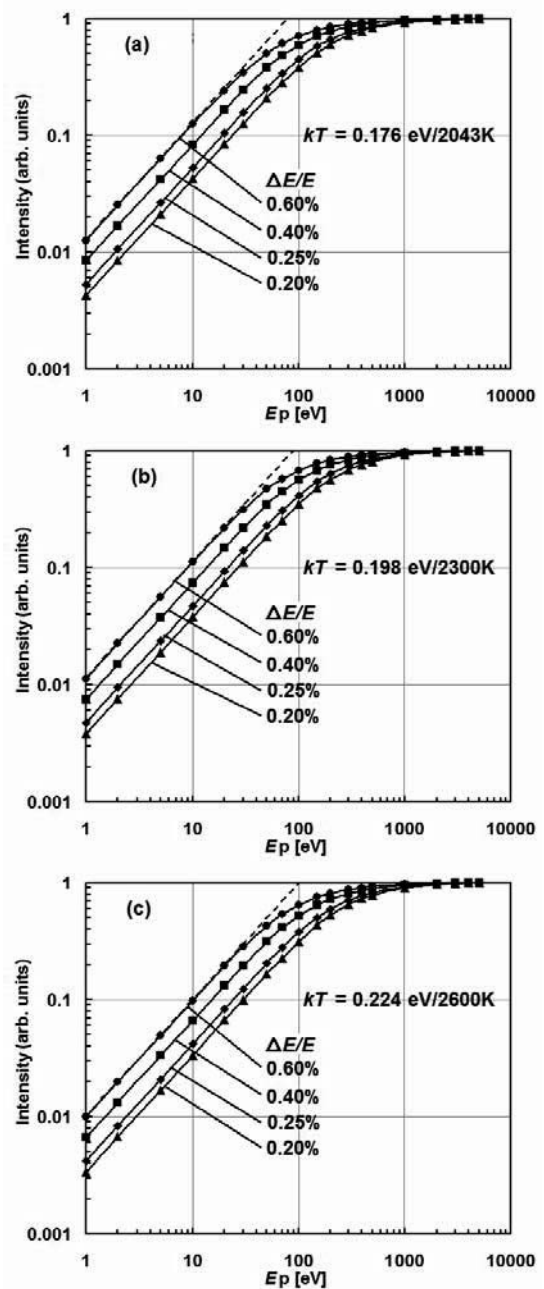 (a)
1
0.1
0.01
0.001
Intensity (arb. units)
kT = 0.176 eV/2043K
ΔE/E
0.60%
0.40%
0.25%
0.20%
1 10 100 1000 10000
Ep [eV]
(b)
1
0.1
0.01
0.001
Intensity (arb. units)
kT = 0.198 eV/2300K
ΔE/E
0.60%
0.40%
0.25%
0.20%
1 10 100 1000 10000
Ep [eV]
(c)
1
0.1
0.01
0.001
Intensity (arb. units)
kT = 0.224 eV/2600K
ΔE/E
0.60%
0.40%
0.25%
0.20%
1 10 100 1000 10000
Ep [eV]